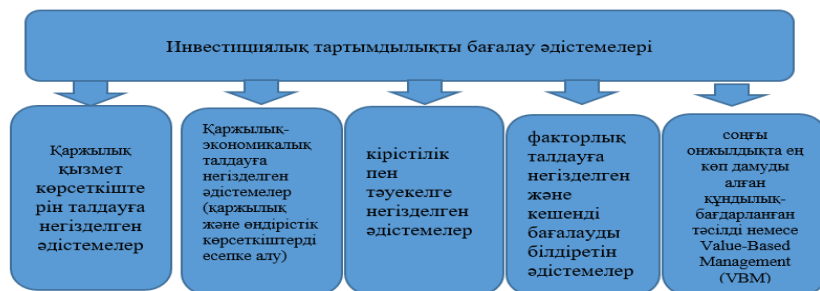 Инвестициялық тартымдылықты бағалау әдістемелері
Қаржылық
қызмет
көрсеткіште
рін талдауға
негізделген
әдістемелер
Қаржылық-
экономикалық
талдауға
негізделген
әдістемелер
(қаржылық
және өндірістік
көрсеткіштерді
есепке алу)
кірістілік
пен
тәуекелге
негізделген
әдістемелер
факторлық
талдауға
негізделген
және
кешенді
бағалауды
білдіретін
әдістемелер
соңғы
онжылдықта ең
көп дамуды
алған
құндылық-
бағдарланған
тәсілді немесе
Value-Based
Management
(VBM)